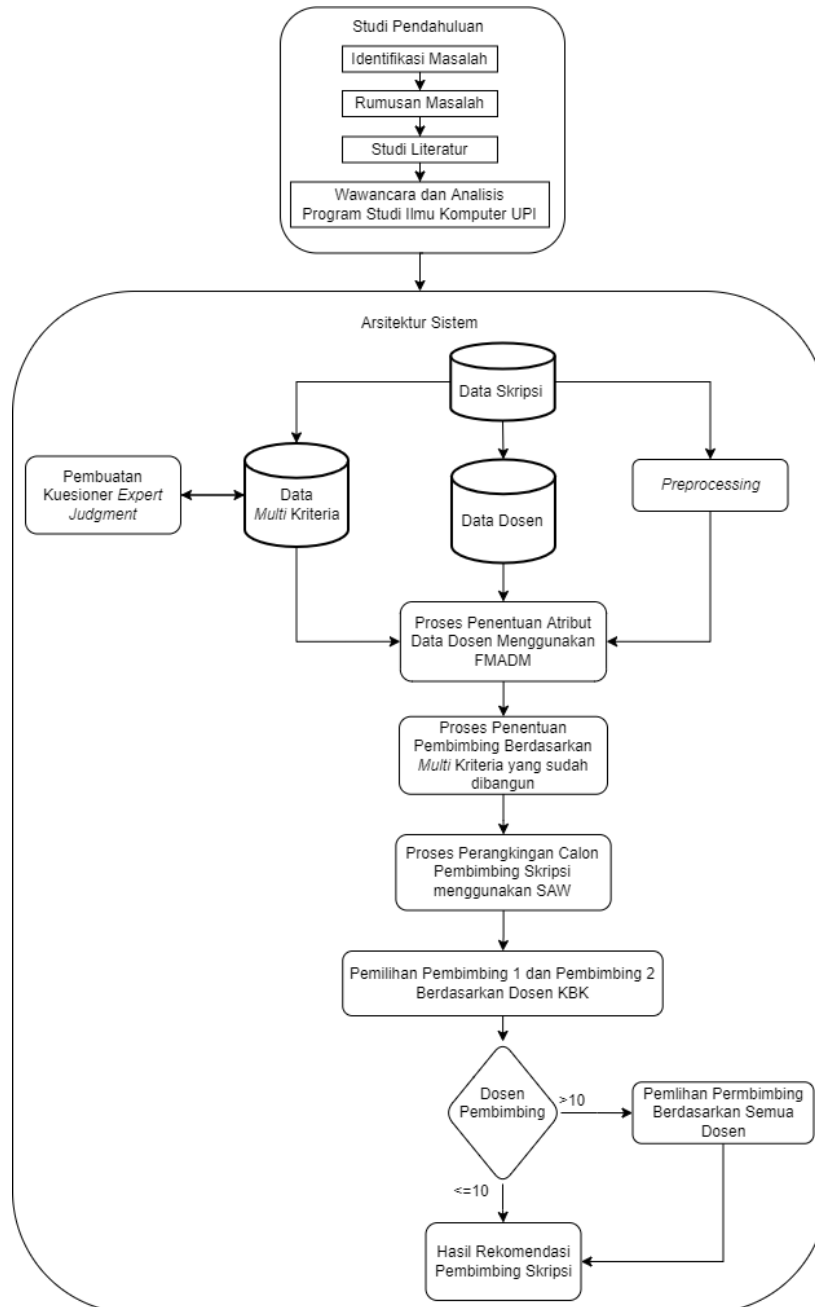 Studi Pendahuluan
Identifikasi Masalah
Rumusan Masalah
Studi Literatur
Wawancara dan Analisis
Program Studi Ilmu Komputer UPI
Arsitektur Sistem
Data Skripsi
Pembuatan
Kuesioner Expert
Judgment
Data
Multi Kriteria
Data Dosen
Preprocessing
Proses Penentuan Atribut
Data Dosen Menggunakan
FMADM
Proses Penentuan
Pembimbing Berdasarkan
Multi Kriteria yang sudah
dibangun
Proses Perangkingan Calon
Pembimbing Skripsi
menggunakan SAW
Pemilihan Pembimbing 1 dan Pembimbing 2
Berdasarkan Dosen KBK
Dosen
Pembimbing
>10
Pemlihan Permbimbing
Berdasarkan Semua
Dosen
<=10
Hasil Rekomendasi
Pembimbing Skripsi